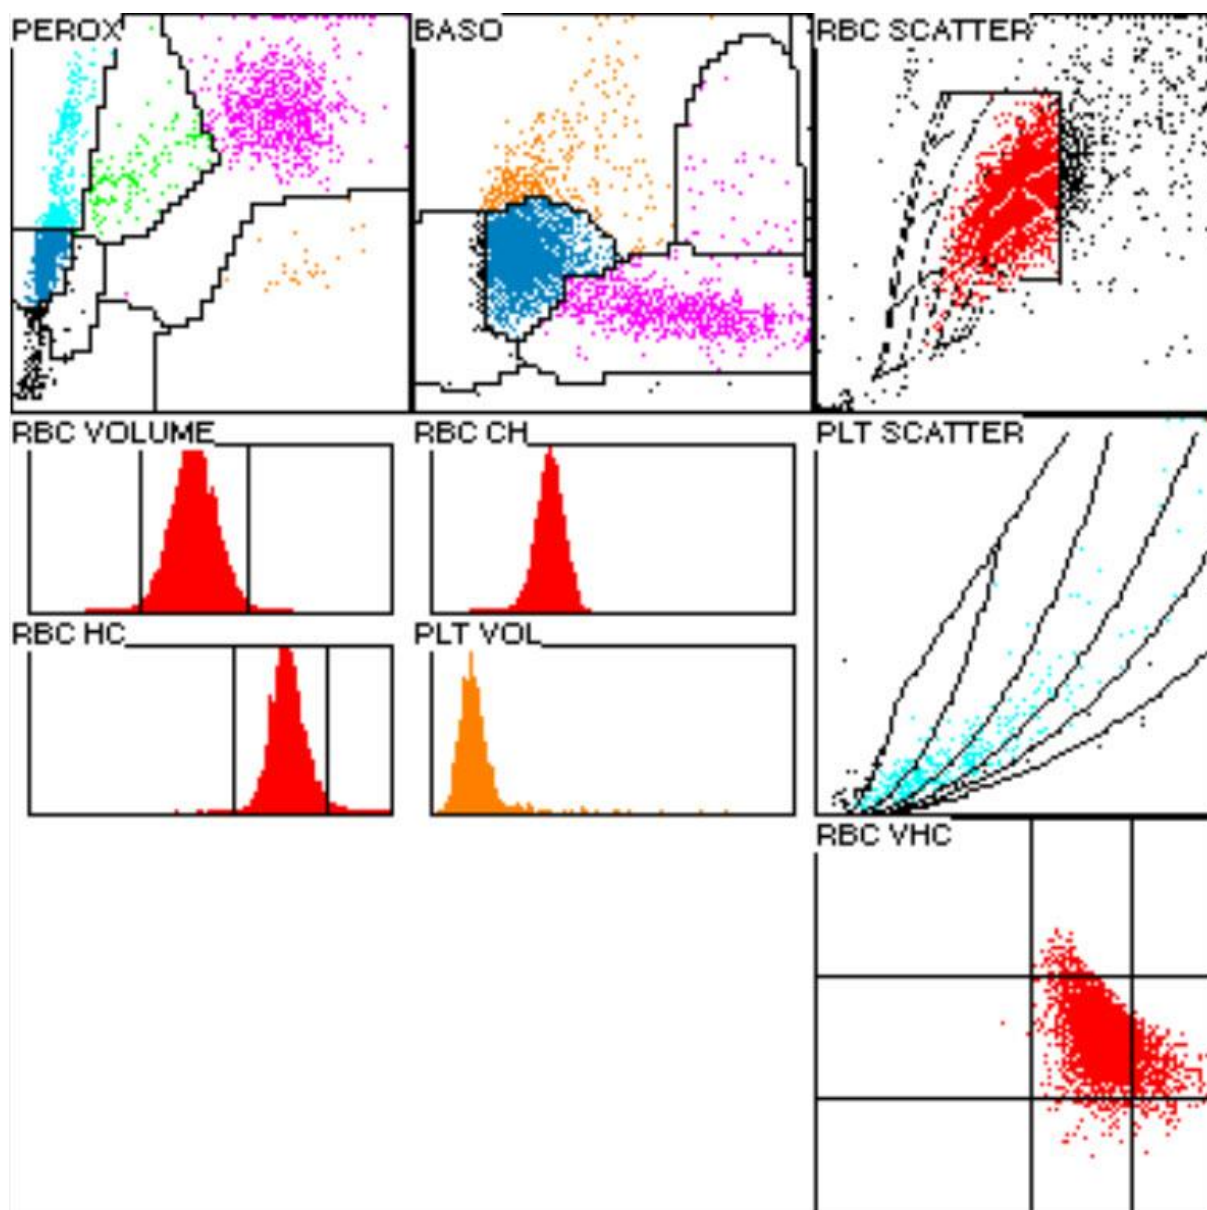 PEROX
BASO
RBC SCATTER
RBC VOLUME
RBC CH
PLT SCATTER
RBC HC
PLT VOL
RBC VHC